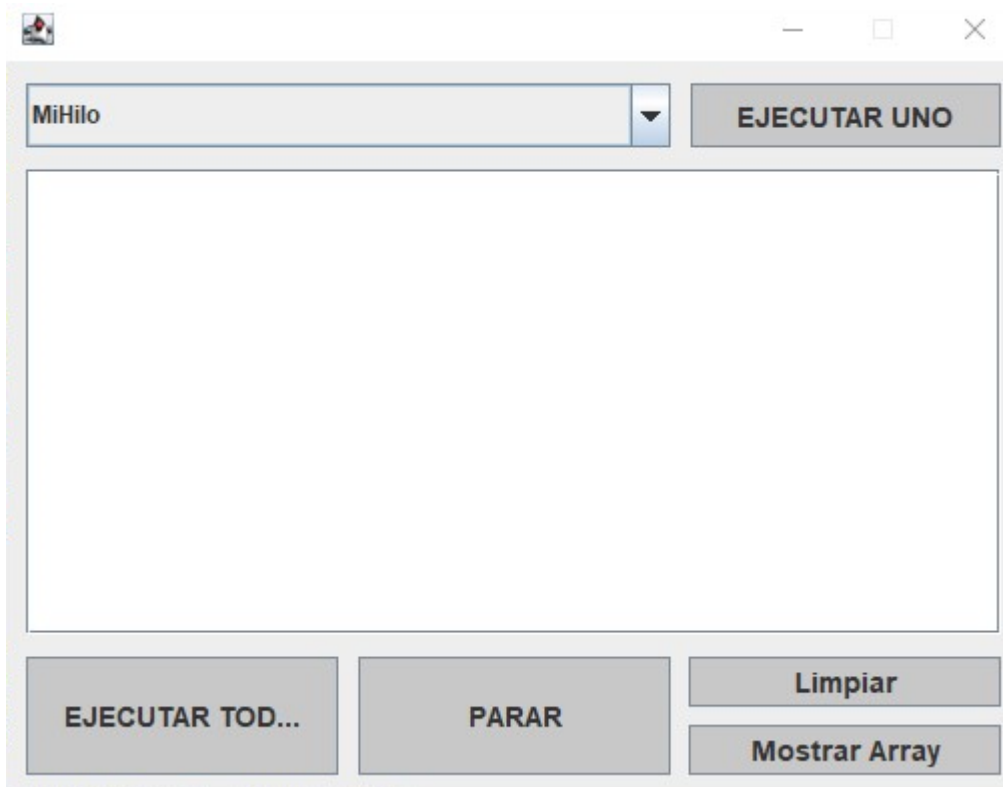 MiHilo
EJECUTAR UNO
EJECUTAR TOD...
PARAR
Limpiar
Mostrar Array